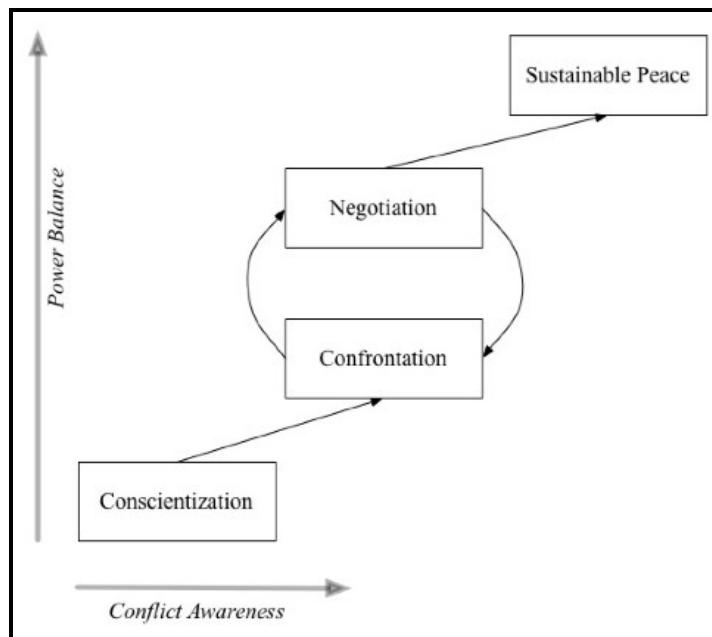 Sustainable Peace
Negotiation
Power Balance
Confrontation
Conscientization
Conflict Awareness